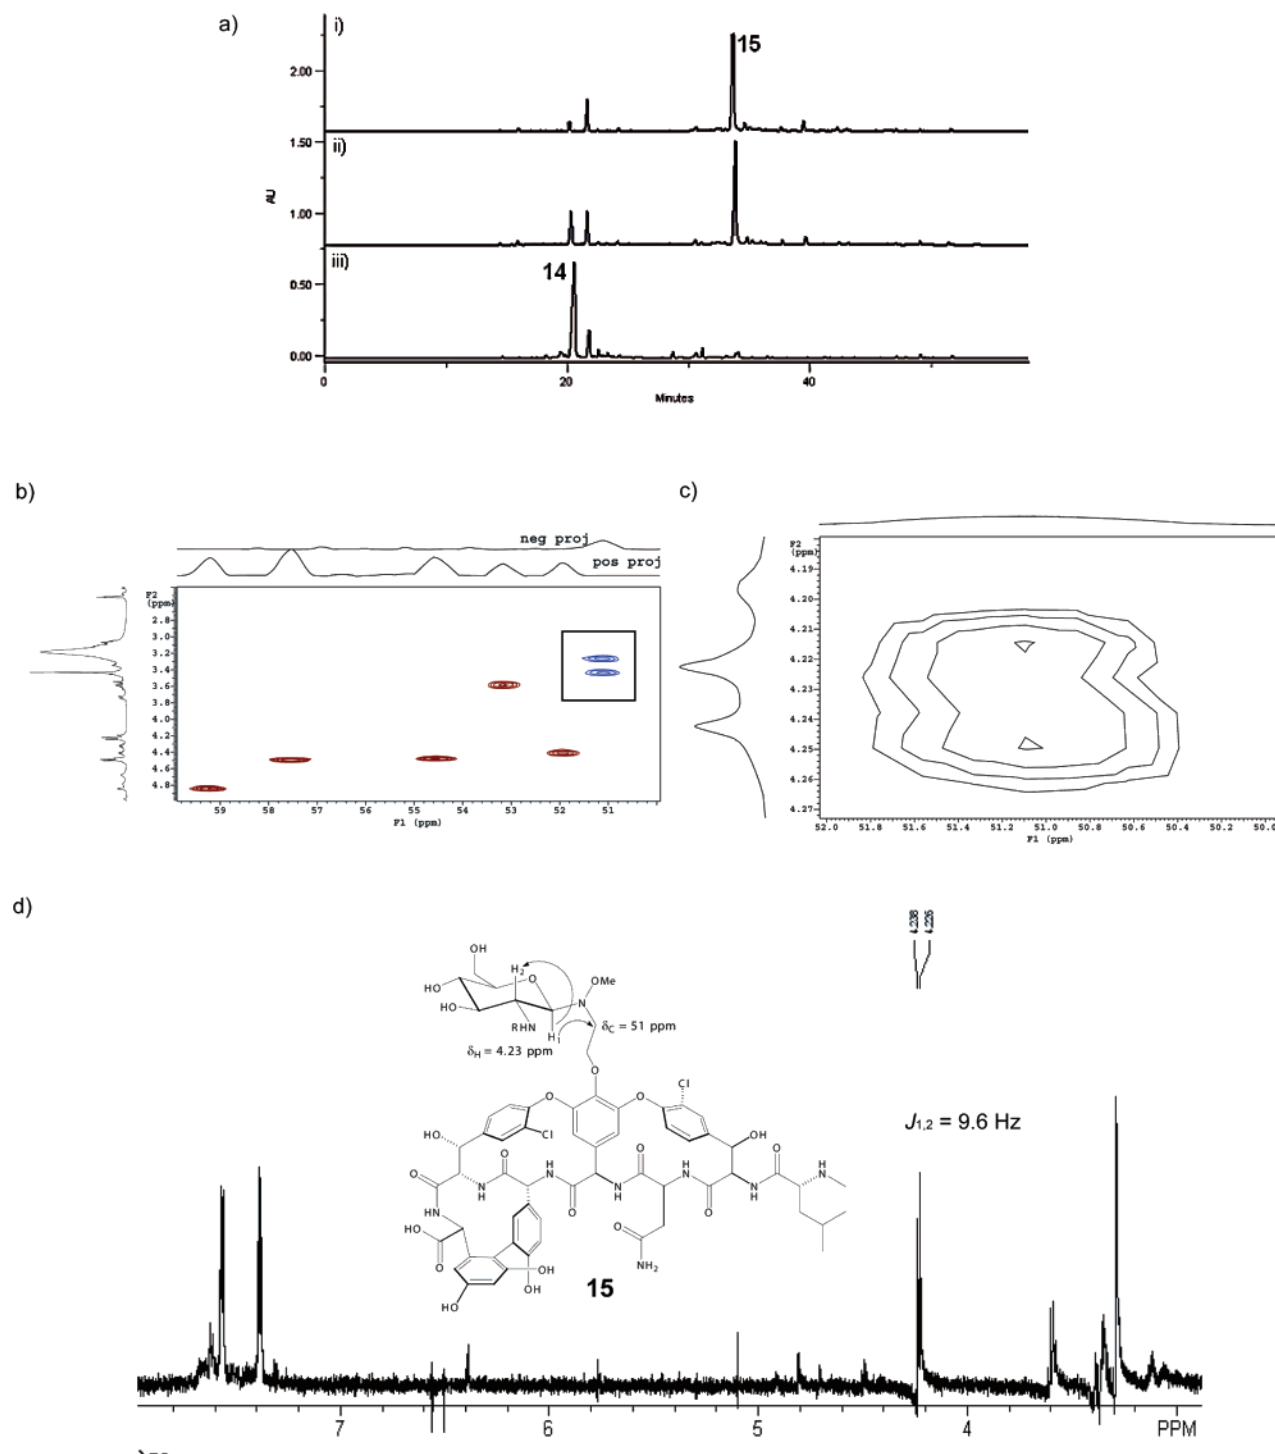 a)
i)
15
2.00
1.50
ii)
AU
1.00
iii)
14
0.50
0.00
0 20 40
Minutes
b)
neg proj
pos proj
F2
(ppm)
2.8
3.0
3.2
3.4
3.6
3.8
4.0
4.2
4.4
4.6
4.8
59 57 55 54 53 52 51
F1 (ppm)
c)
F2
(ppm)
4.19
4.20
4.21
4.22
4.23
4.24
4.25
4.26
4.27
52.0 51.8 51.6 51.4 51.2 51.0 50.8 50.6 50.4 50.2 50.0
F1 (ppm)
d)
4.238
4.226
OH
H2
O
OMe
HO
N
HO
RHN
H1
δC = 51 ppm
δH = 4.23 ppm
O
Cl
O
O
J1,2 = 9.6 Hz
HO
Cl
OH
O
O
H
N
O
H
N
O
H
N
O
H
N
O
N
H
O
N
H
O
N
H
HN
HO
O
O
NH2
OH
OH
HO
15
7 6 5 4 PPM